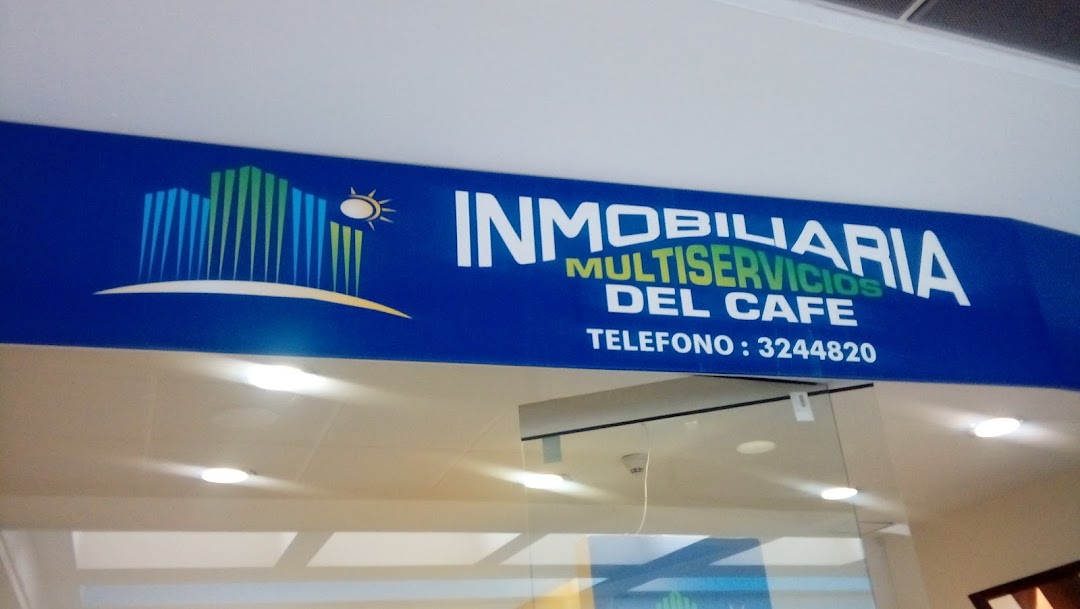 INMOBILIARIA
MULTISERVICIOS
DEL CAFE
TELEFONO : 3244820